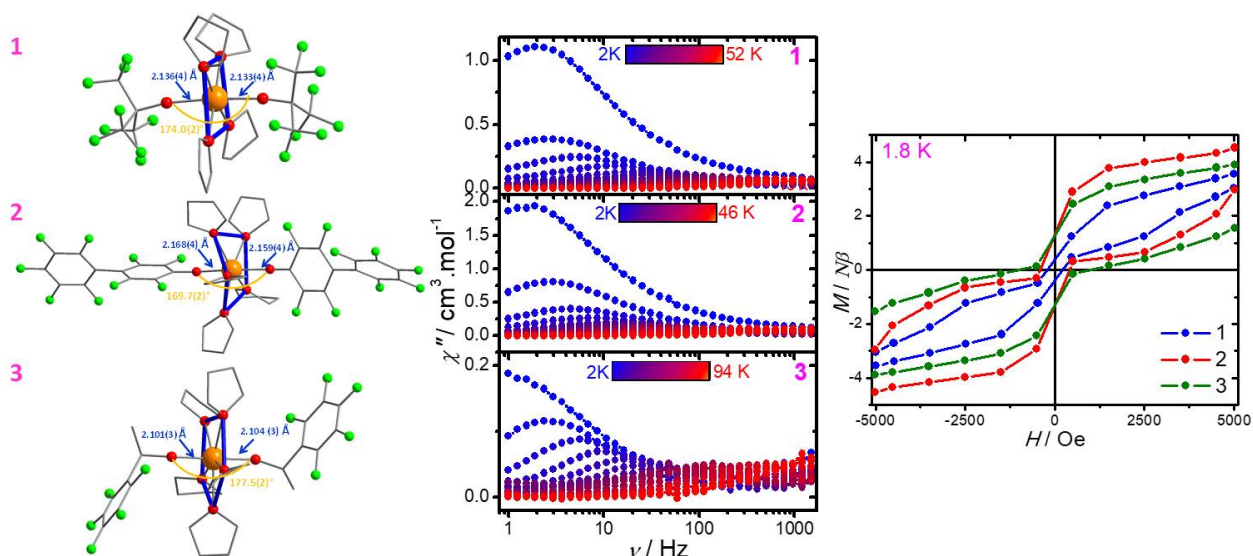 1
2.136(4) Å
2.133(4) Å
174.0(2)°
2
2.168(4) Å
2.159(4) Å
169.7(2)°
3
2.101(3) Å
2.104 (3) Å
177.5(2)°
χ'' / cm³.mol⁻¹
1.0
0.5
0.0
2K
52 K
1
2.0
1.5
1.0
0.5
0.0
2K
46 K
2
0.2
0.1
0.0
2K
94 K
3
1
10
100
1000
ν / Hz
1.8 K
M / Nβ
4
2
0
-2
-4
1
2
3
-5000
-2500
0
2500
5000
H / Oe